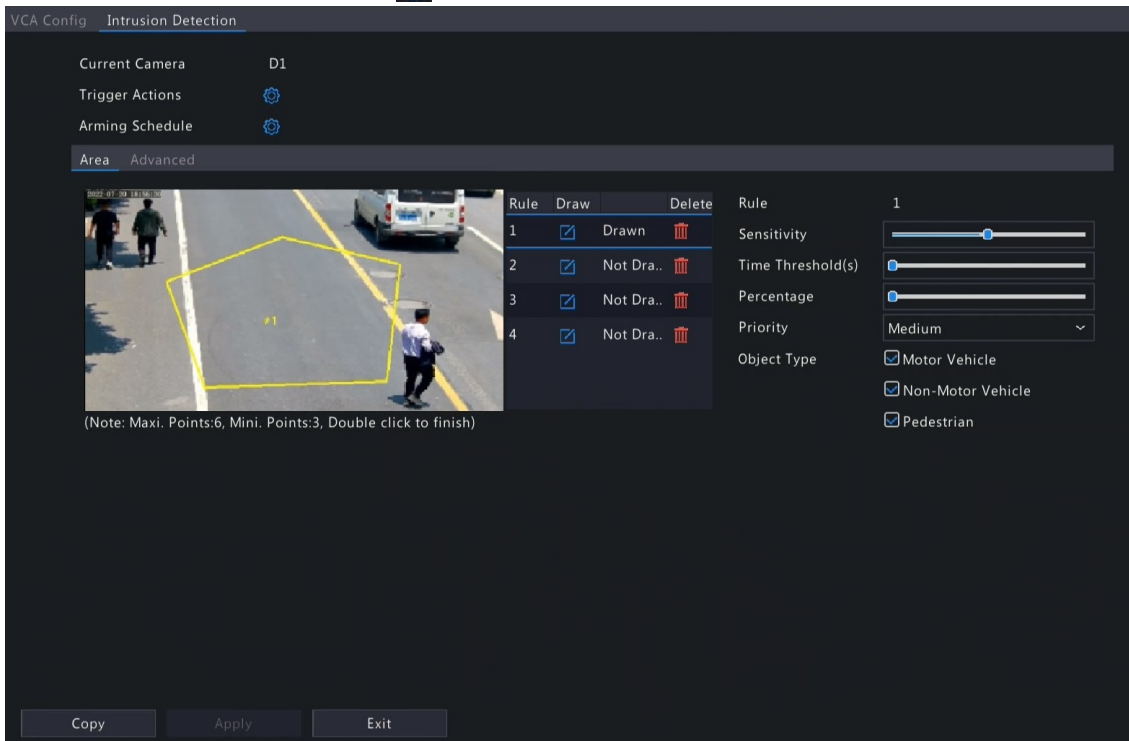 VCA Config Intrusion Detection
Current Camera D1
Trigger Actions
Arming Schedule
Area Advanced
2022-07-20
#1
(Note: Maxi. Points:6, Mini. Points:3, Double click to finish)
Rule Draw Delete
1 Drawn
2 Not Dra..
3 Not Dra..
4 Not Dra..
Rule 1
Sensitivity
Time Threshold(s)
Percentage
Priority Medium
Object Type Motor Vehicle
Non-Motor Vehicle
Pedestrian
Copy Apply Exit